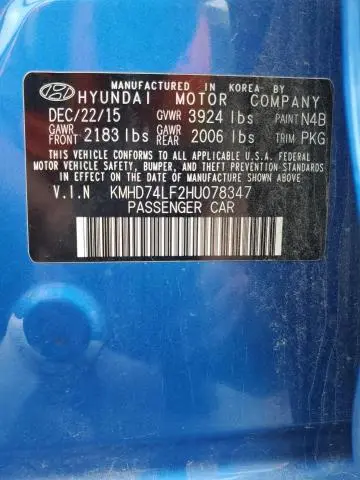 MANUFACTURED IN KOREA BY
HYUNDAI MOTOR COMPANY
DEC/22/15 GVWR 3924 lbs PAINT N4B
GAWR FRONT 2183 lbs GAWR REAR 2006 lbs TRIM PKG
THIS VEHICLE CONFORMS TO ALL APPLICABLE U.S.A. FEDERAL
MOTOR VEHICLE SAFETY, BUMPER, AND THEFT PREVENTION STANDARDS
IN EFFECT ON THE DATE OF MANUFACTURE SHOWN ABOVE.
V.I.N KMHD74LF2HU078347
PASSENGER CAR